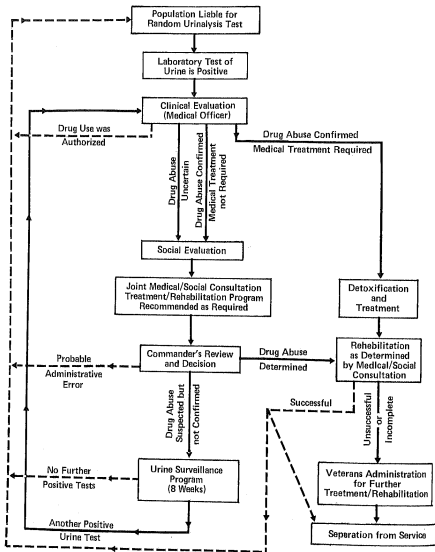 Population Liable for
Random Urinalysis Test
Laboratory Test of
Urine is Positive
Clinical Evaluation
(Medical Officer)
Drug Use was
Authorized
Drug Abuse
Uncertain
Drug Abuse Confirmed
Medical Treatment
not Required
Drug Abuse Confirmed
Medical Treatment Required
Social Evaluation
Joint Medical/Social Consultation
Treatment/Rehabilitation Program
Recommended as Required
Detoxification
and
Treatment
Commander's Review
and Decision
Probable
Administrative
Error
Drug Abuse
Determined
Rehebilitation
as Determined
by Medical/Social
Consultation
Drug Abuse
Suspected but
not Confirmed
Successful
Unsuccessful
or
Incomplete
No Further
Positive Tests
Urine Surveillance
Program
(8 Weeks)
Veterans Administration
for Further
Treetment/Rehabilitation
Another Positive
Urine Test
Seperation from Service